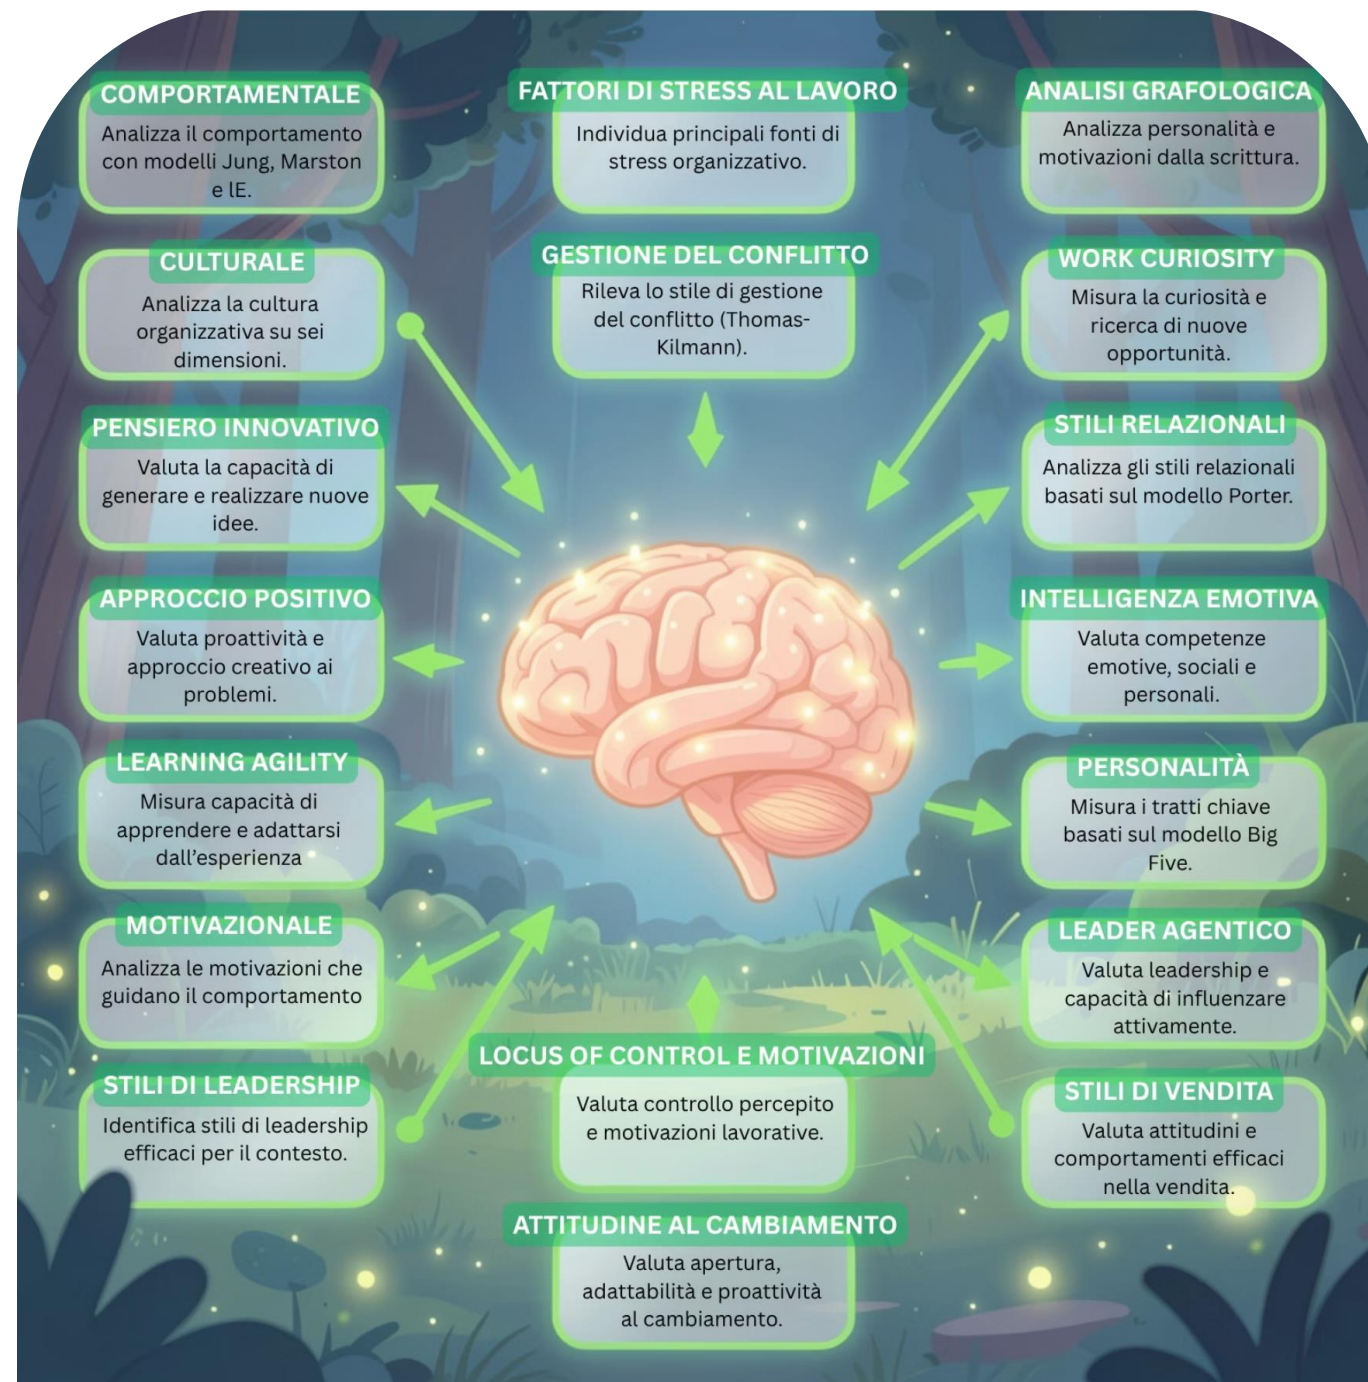 COMPORTAMENTALE
Analizza il comportamento
con modelli Jung, Marston
e lE.
CULTURALE
Analizza la cultura
organizzativa su sei
dimensioni.
PENSIERO INNOVATIVO
Valuta la capacità di
generare e realizzare nuove
idee.
APPROCCIO POSITIVO
Valuta proattività e
approccio creativo ai
problemi.
LEARNING AGILITY
Misura capacità di
apprendere e adattarsi
dall’esperienza
MOTIVAZIONALE
Analizza le motivazioni che
guidano il comportamento
STILI DI LEADERSHIP
Identifica stili di leadership
efficaci per il contesto.
FATTORI DI STRESS AL LAVORO
Individua principali fonti di
stress organizzativo.
GESTIONE DEL CONFLITTO
Rileva lo stile di gestione
del conflitto (Thomas-
Kilmann).
LOCUS OF CONTROL E MOTIVAZIONI
Valuta controllo percepito
e motivazioni lavorative.
ATTITUDINE AL CAMBIAMENTO
Valuta apertura,
adattabilità e proattività
al cambiamento.
ANALISI GRAFOLOGICA
Analizza personalità e
motivazioni dalla scrittura.
WORK CURIOSITY
Misura la curiosità e
ricerca di nuove
opportunità.
STILI RELAZIONALI
Analizza gli stili relazionali
basati sul modello Porter.
INTELLIGENZA EMOTIVA
Valuta competenze
emotive, sociali e
personali.
PERSONALITÀ
Misura i tratti chiave
basati sul modello Big
Five.
LEADER AGENTICO
Valuta leadership e
capacità di influenzare
attivamente.
STILI DI VENDITA
Valuta attitudini e
comportamenti efficaci
nella vendita.